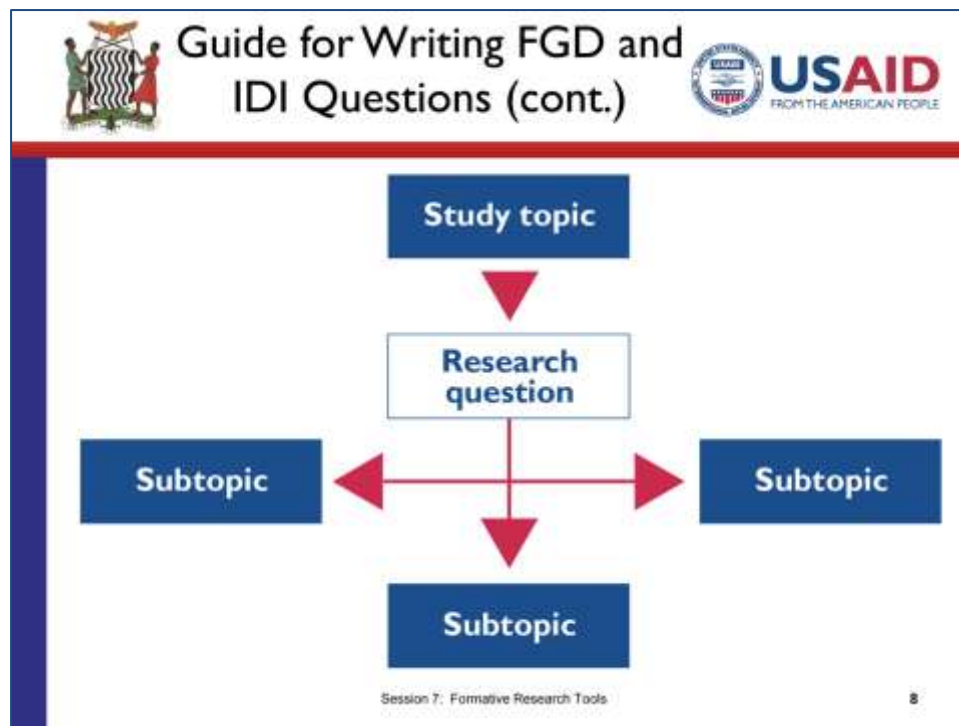 Guide for Writing FGD and
IDI Questions (cont.)
USAID
FROM THE AMERICAN PEOPLE
Study topic
Research
question
Subtopic
Subtopic
Subtopic
Session 7: Formative Research Tools
8